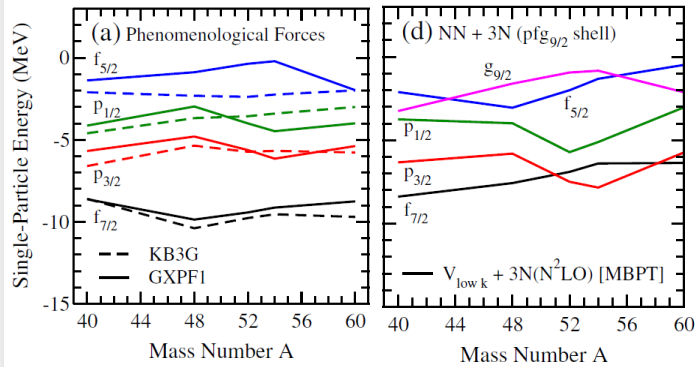 Single-Particle Energy (MeV)
(a) Phenomenological Forces
0
-5
-10
-15
f5/2
p1/2
p3/2
f7/2
KB3G
GXPF1
40 44 48 52 56 60
Mass Number A
(d) NN + 3N (pfg9/2 shell)
g9/2
f5/2
p1/2
p3/2
f7/2
Vlow k + 3N(N2LO) [MBPT]
40 44 48 52 56 60
Mass Number A